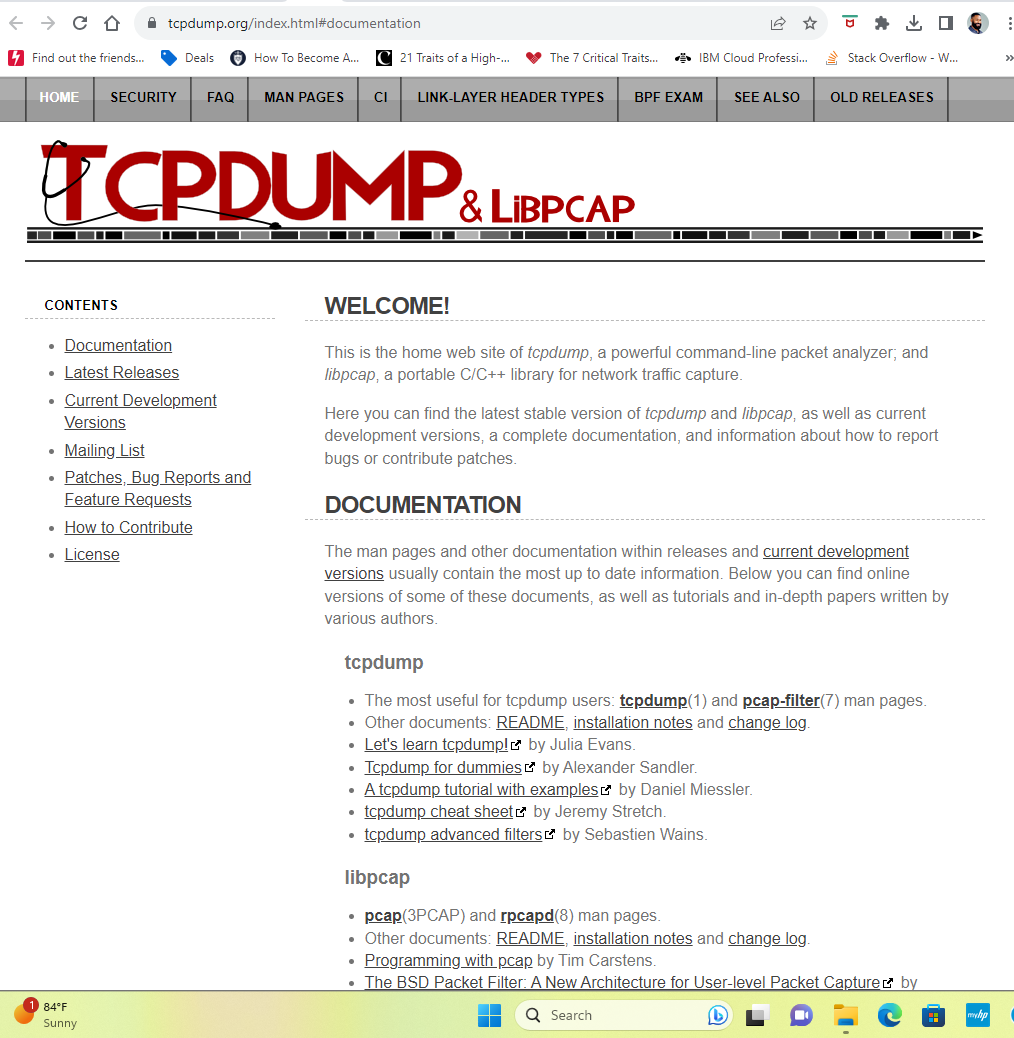 tcpdump.org/index.html#documentation
Find out the friends...
Deals
How To Become A...
21 Traits of a High-...
The 7 Critical Traits...
IBM Cloud Professi...
Stack Overflow - W...
»
HOME
SECURITY
FAQ
MAN PAGES
CI
LINK-LAYER HEADER TYPES
BPF EXAM
SEE ALSO
OLD RELEASES
TCPDUMP & LiBPCAP
CONTENTS
Documentation
Latest Releases
Current Development
Versions
Mailing List
Patches, Bug Reports and
Feature Requests
How to Contribute
License
WELCOME!
This is the home web site of tcpdump, a powerful command-line packet analyzer; and
libpcap, a portable C/C++ library for network traffic capture.
Here you can find the latest stable version of tcpdump and libpcap, as well as current
development versions, a complete documentation, and information about how to report
bugs or contribute patches.
DOCUMENTATION
The man pages and other documentation within releases and current development
versions usually contain the most up to date information. Below you can find online
versions of some of these documents, as well as tutorials and in-depth papers written by
various authors.
tcpdump
The most useful for tcpdump users: tcpdump(1) and pcap-filter(7) man pages.
Other documents: README, installation notes and change log.
Let's learn tcpdump! by Julia Evans.
Tcpdump for dummies by Alexander Sandler.
A tcpdump tutorial with examples by Daniel Miessler.
tcpdump cheat sheet by Jeremy Stretch.
tcpdump advanced filters by Sebastien Wains.
libpcap
pcap(3PCAP) and rpcapd(8) man pages.
Other documents: README, installation notes and change log.
Programming with pcap by Tim Carstens.
The BSD Packet Filter: A New Architecture for User-level Packet Capture by
1
84°F
Sunny
Search
myhp